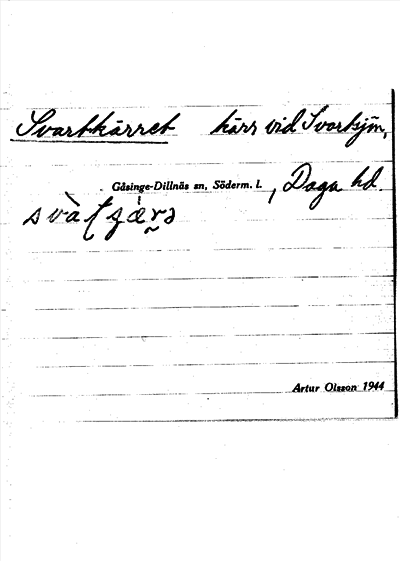 Svartkärret kärr vid Svartsjön,
Gåsinge-Dillnäs sn, Söderm. l., Daga hd.
Artur Olsson 1944